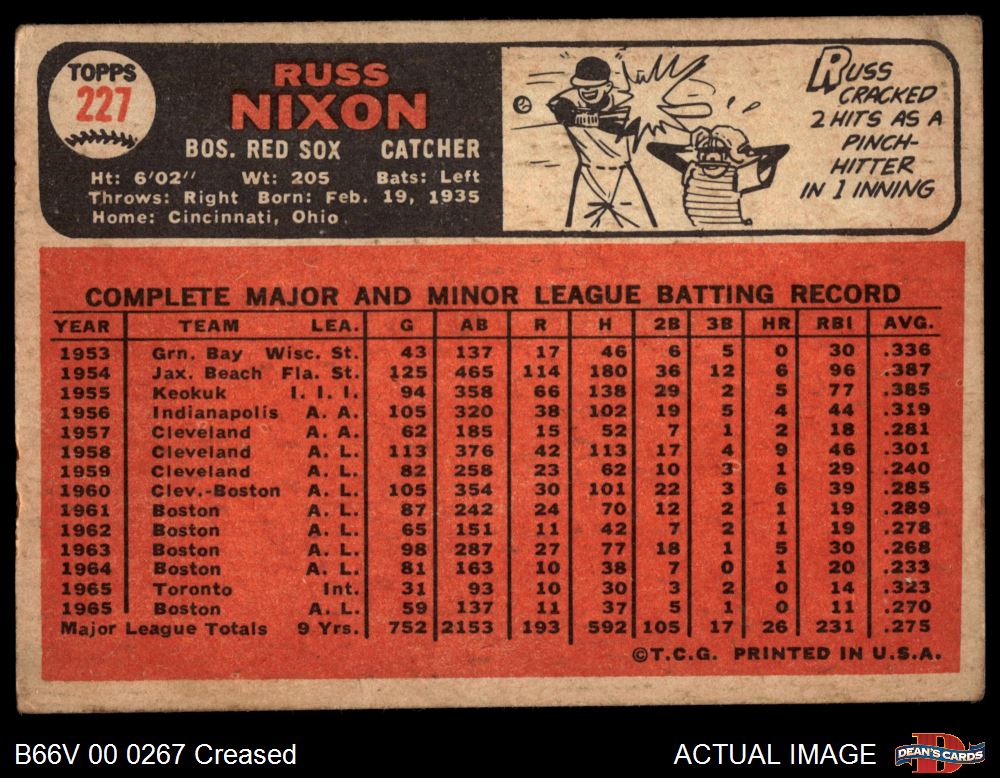 TOPPS
227
RUSS
NIXON
BOS. RED SOX CATCHER
Ht: 6'02" Wt: 205 Bats: Left
Throws: Right Born: Feb. 19, 1935
Home: Cincinnati, Ohio
RUSS
CRACKED
2 HITS AS A
PINCH-
HITTER
IN 1 INNING
COMPLETE MAJOR AND MINOR LEAGUE BATTING RECORD
YEAR TEAM LEA. G AB R H 2B 3B HR RBI AVG.
1953 Grn. Bay Wisc. St. 43 137 17 46 6 5 0 30 .336
1954 Jax. Beach Fla. St. 125 465 114 180 36 12 6 96 .387
1955 Keokuk I. I. I. 94 358 66 138 29 2 5 77 .385
1956 Indianapolis A. A. 105 320 38 102 19 5 4 44 .319
1957 Cleveland A. A. 62 185 15 52 7 1 2 18 .281
1958 Cleveland A. L. 113 376 42 113 17 4 9 46 .301
1959 Cleveland A. L. 82 258 23 62 10 3 1 29 .240
1960 Clev.-Boston A. L. 105 354 30 101 22 3 6 39 .285
1961 Boston A. L. 87 242 24 70 12 2 1 19 .289
1962 Boston A. L. 65 151 11 42 7 2 1 19 .278
1963 Boston A. L. 98 287 27 77 18 1 5 30 .268
1964 Boston A. L. 81 163 10 38 7 0 1 20 .233
1965 Toronto Int. 31 93 10 30 3 2 0 14 .323
1965 Boston A. L. 59 137 11 37 5 1 0 11 .270
Major League Totals 9 Yrs. 752 2153 193 592 105 17 26 231 .275
©T.C.G. PRINTED IN U.S.A.
B66V 00 0267 Creased
ACTUAL IMAGE
DEAN'S CARDS